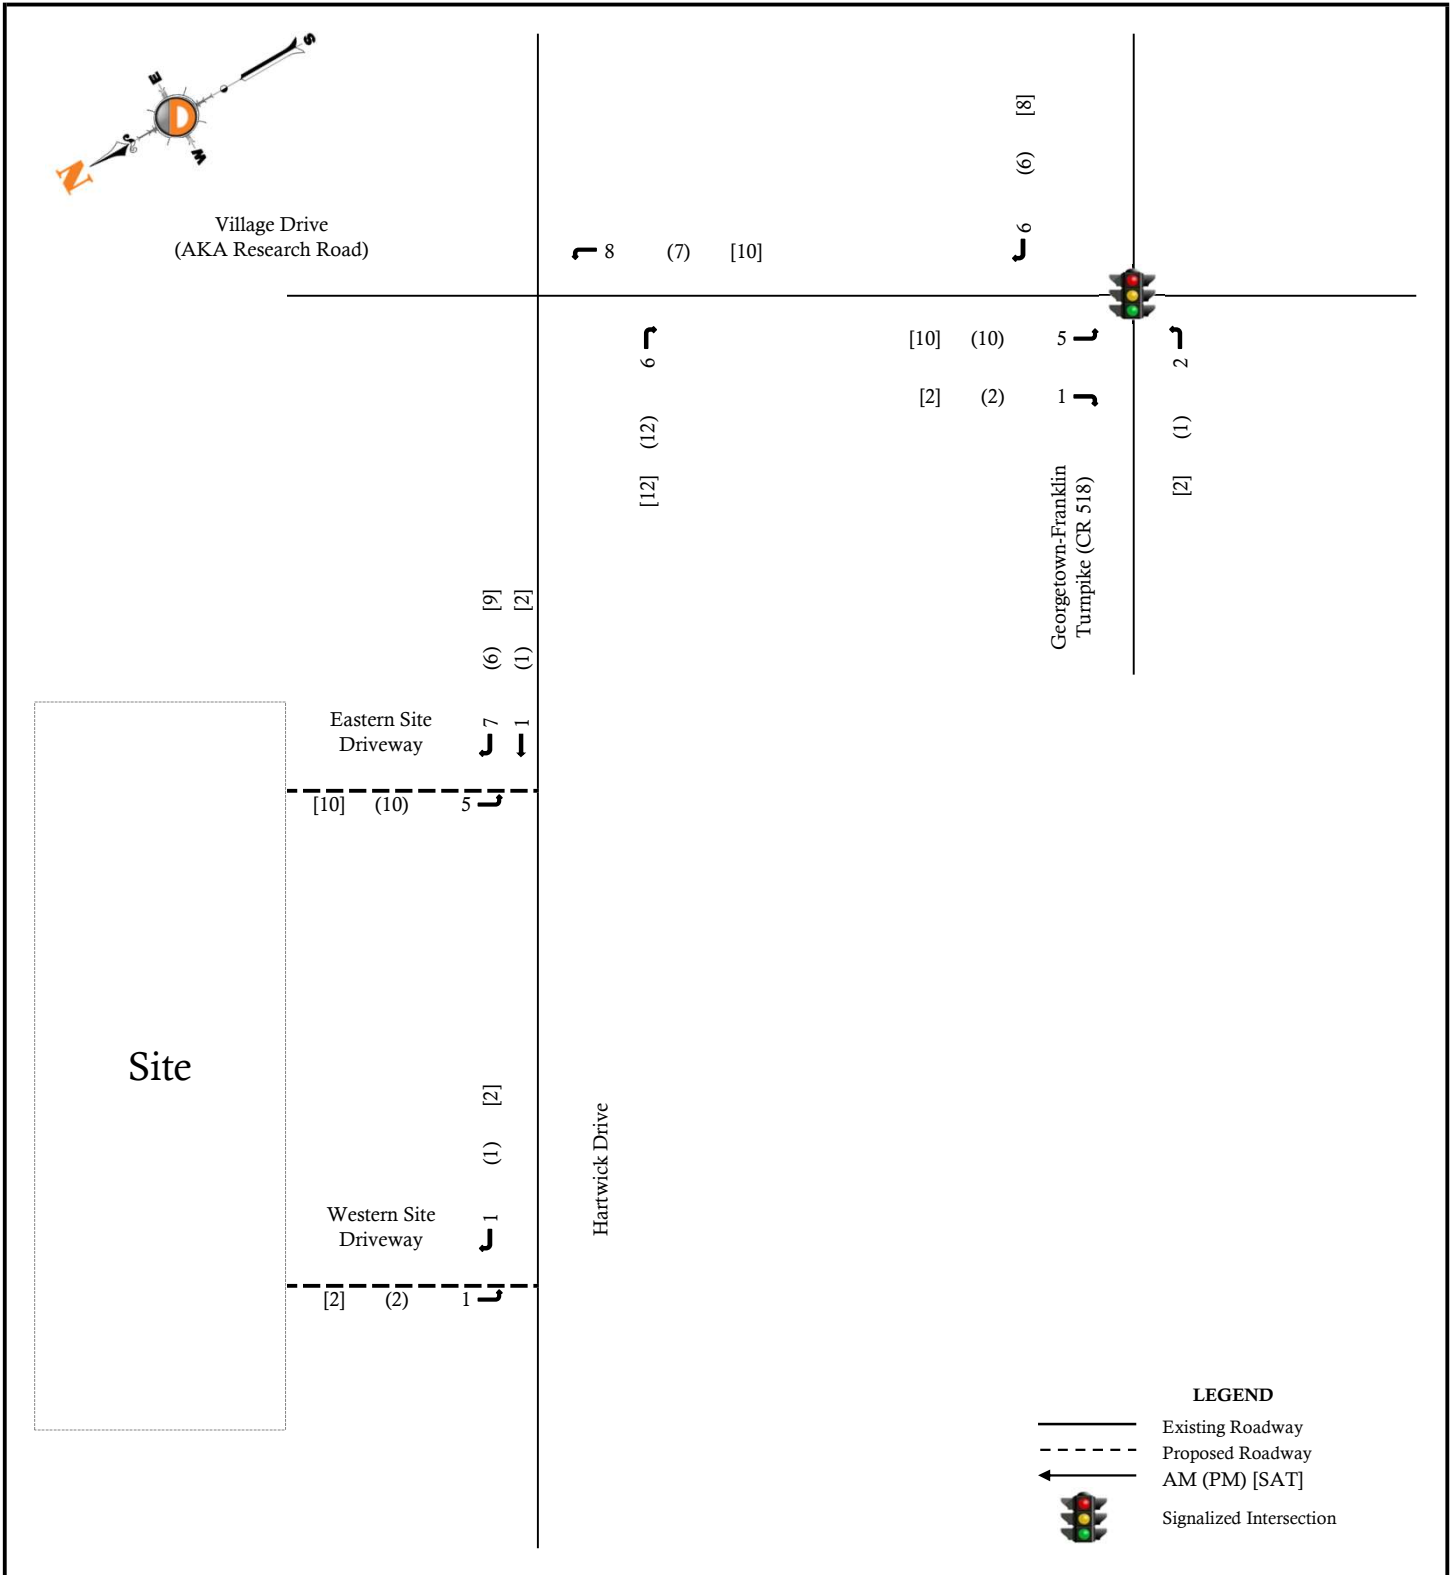 S
E
D
W
N
Village Drive
(AKA Research Road)
8 (7) [10]
6 (6) [8]
[10] (10) 5
[2] (2) 1
6 (12) [12]
2 (1) [2]
Georgetown-Franklin
Turnpike (CR 518)
7 (6) [9]
1 (1) [2]
Eastern Site
Driveway
[10] (10) 5
Site
Hartwick Drive
1 (1) [2]
Western Site
Driveway
[2] (2) 1
LEGEND
Existing Roadway
Proposed Roadway
AM (PM) [SAT]
Signalized Intersection